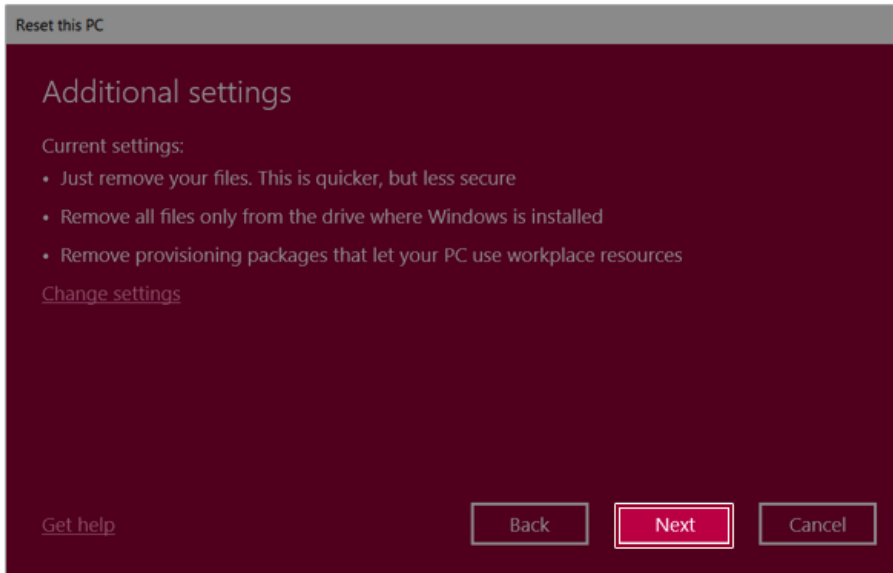 Reset this PC
Additional settings
Current settings:
• Just remove your files. This is quicker, but less secure
• Remove all files only from the drive where Windows is installed
• Remove provisioning packages that let your PC use workplace resources
Change settings
Get help Back Next Cancel